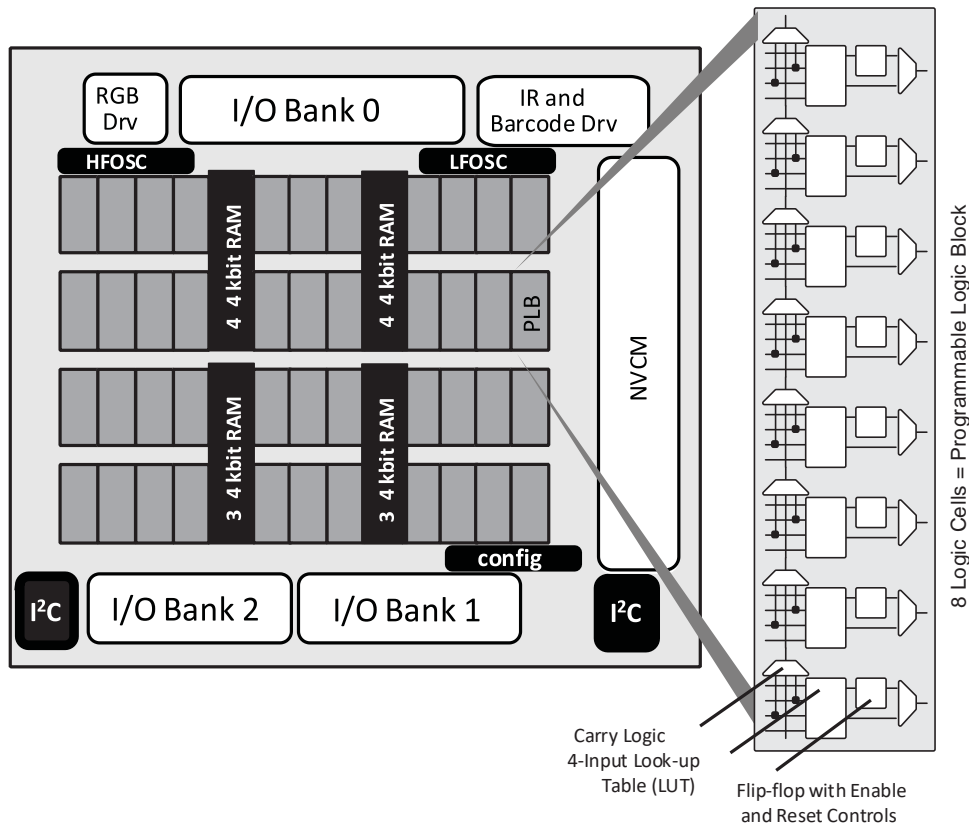 RGB
Drv
I/O Bank 0
IR and
Barcode Drv
HFOSC
LFOSC
4 4 kbit RAM
4 4 kbit RAM
PLB
NVCM
3 4 kbit RAM
3 4 kbit RAM
config
I²C
I/O Bank 2
I/O Bank 1
I²C
8 Logic Cells = Programmable Logic Block
Carry Logic
4-Input Look-up
Table (LUT)
Flip-flop with Enable
and Reset Controls